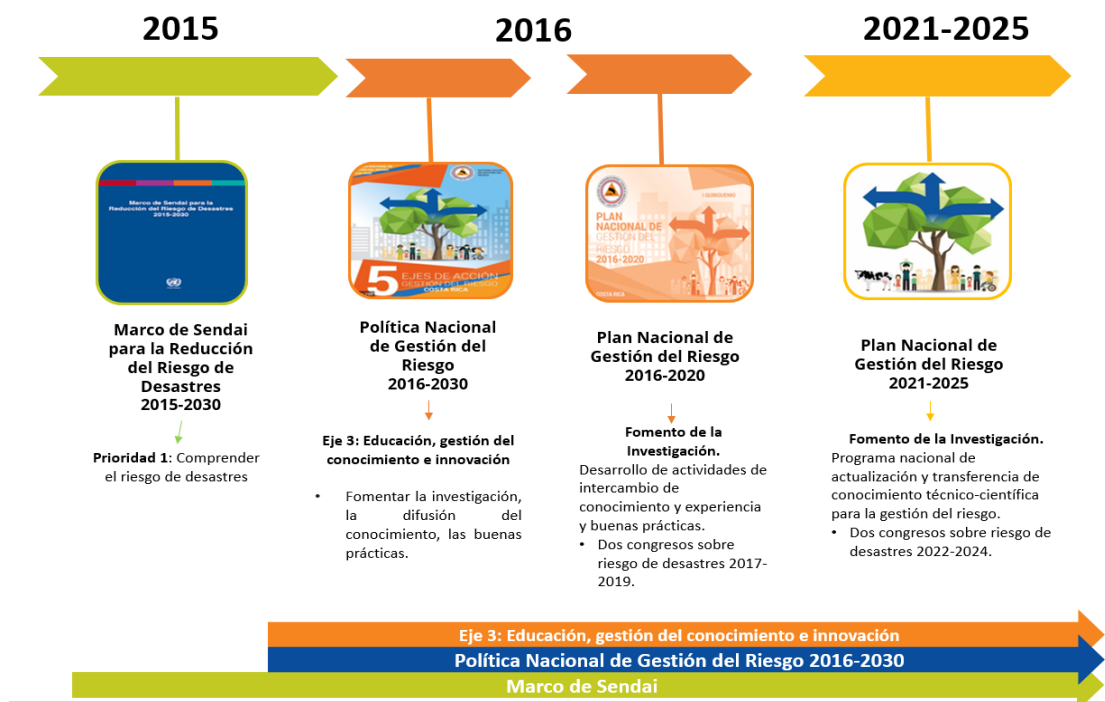 2015
2016
2021-2025
Marco de Sendai para la
Reducción del Riesgo de Desastres
2015-2030
5
EJES DE ACCIÓN
GESTIÓN DEL RIESGO
COSTA RICA
I QUINQUENIO
PLAN
NACIONAL DE
GESTIÓN DEL
RIESGO
2016-2020
COSTA RICA
Marco de Sendai
para la Reducción
del Riesgo de
Desastres
2015-2030
Prioridad 1: Comprender
el riesgo de desastres
Política Nacional
de Gestión del
Riesgo
2016-2030
Eje 3: Educación, gestión del
conocimiento e innovación
• Fomentar la investigación,
la difusión del
conocimiento, las buenas
prácticas.
Plan Nacional de
Gestión del Riesgo
2016-2020
Fomento de la
Investigación.
Desarrollo de actividades de
intercambio de
conocimiento y experiencia
y buenas prácticas.
• Dos congresos sobre
riesgo de desastres 2017-
2019.
Plan Nacional de
Gestión del Riesgo
2021-2025
Fomento de la Investigación.
Programa nacional de
actualización y transferencia de
conocimiento técnico-científica
para la gestión del riesgo.
• Dos congresos sobre riesgo de
desastres 2022-2024.
Eje 3: Educación, gestión del conocimiento e innovación
Política Nacional de Gestión del Riesgo 2016-2030
Marco de Sendai